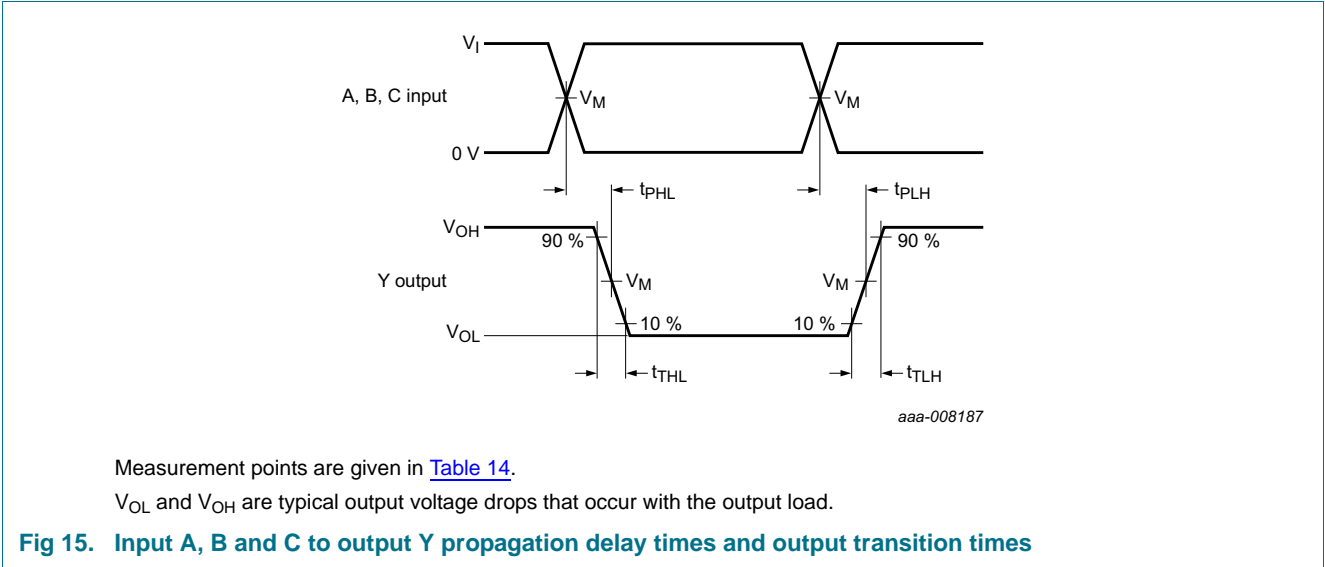 V_I
A, B, C input
V_M
V_M
0 V
t_PHL
t_PLH
V_OH
90 %
90 %
Y output
V_M
V_M
V_OL
10 %
10 %
t_THL
t_TLH
aaa-008187
Measurement points are given in Table 14.
V_OL and V_OH are typical output voltage drops that occur with the output load.
Fig 15. Input A, B and C to output Y propagation delay times and output transition times